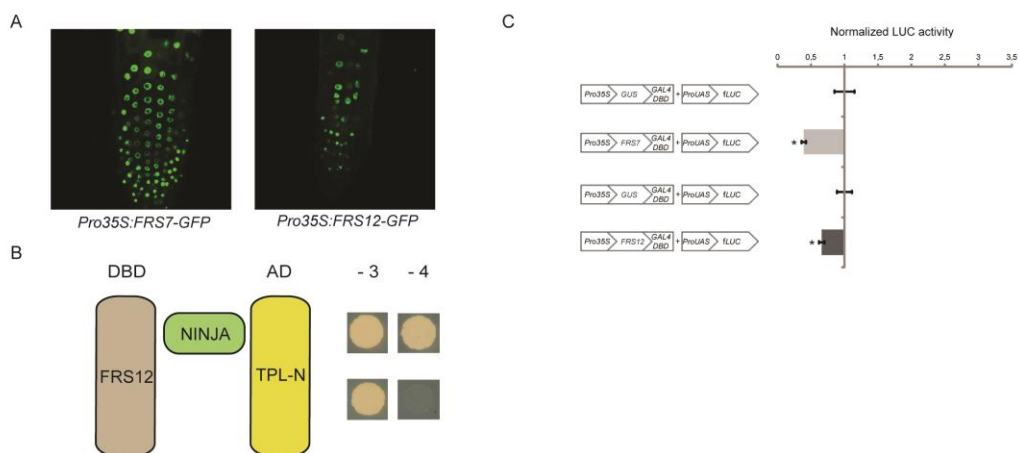 A
Pro35S:FRS7-GFP
Pro35S:FRS12-GFP
B
DBD
AD
- 3
- 4
NINJA
FRS12
TPL-N
C
Normalized LUC activity
0 0,5 1 1,5 2 2,5 3 3,5
Pro35S GUS GAL4 DBD + ProUAS fLUC
Pro35S FRS7 GAL4 DBD + ProUAS fLUC
*
Pro35S GUS GAL4 DBD + ProUAS fLUC
Pro35S FRS12 GAL4 DBD + ProUAS fLUC
*